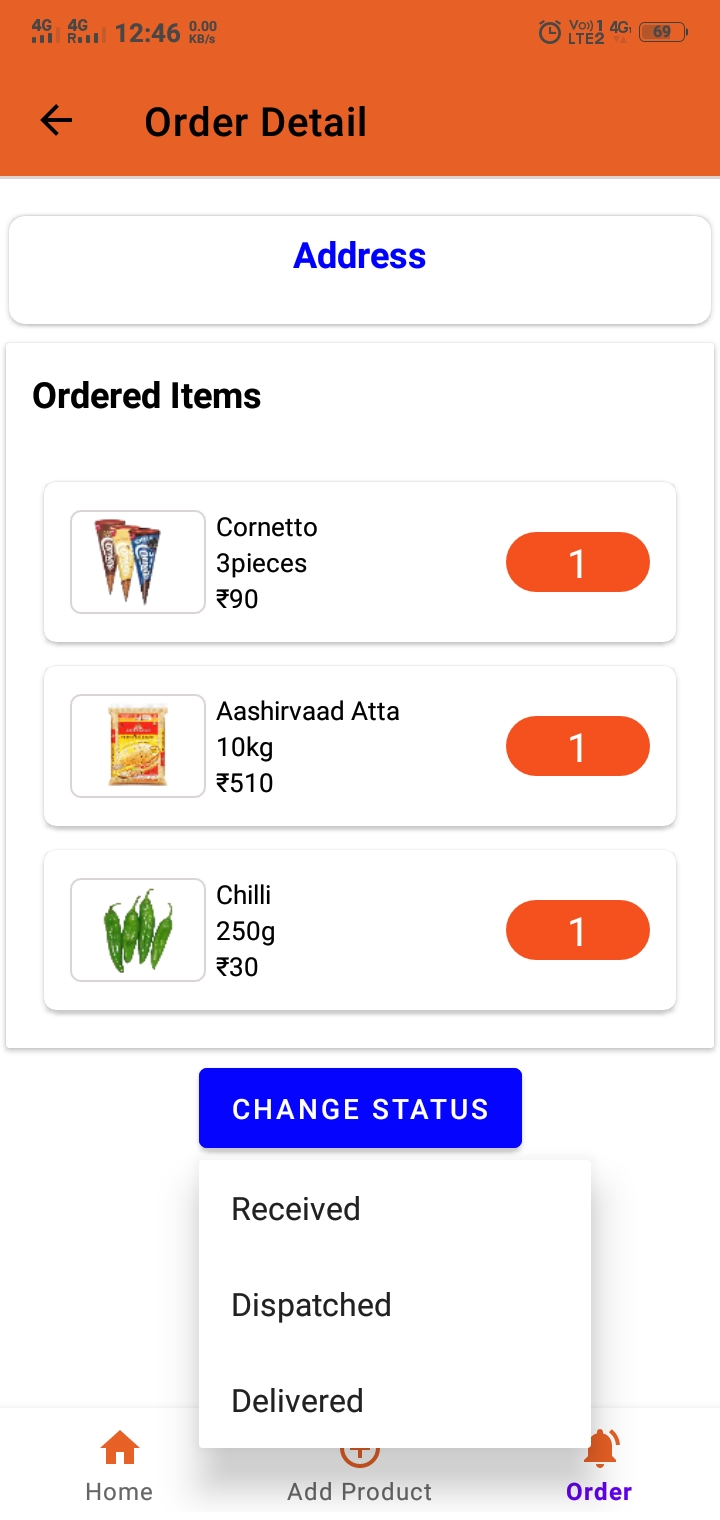 4G 4G R 12:46 0.00 KB/s Vo) 1 LTE2 4G 69
Order Detail
Address
Ordered Items
Cornetto
3pieces
₹90
1
Aashirvaad Atta
10kg
₹510
1
Chilli
250g
₹30
1
CHANGE STATUS
Received
Dispatched
Delivered
Home
Add Product
Order